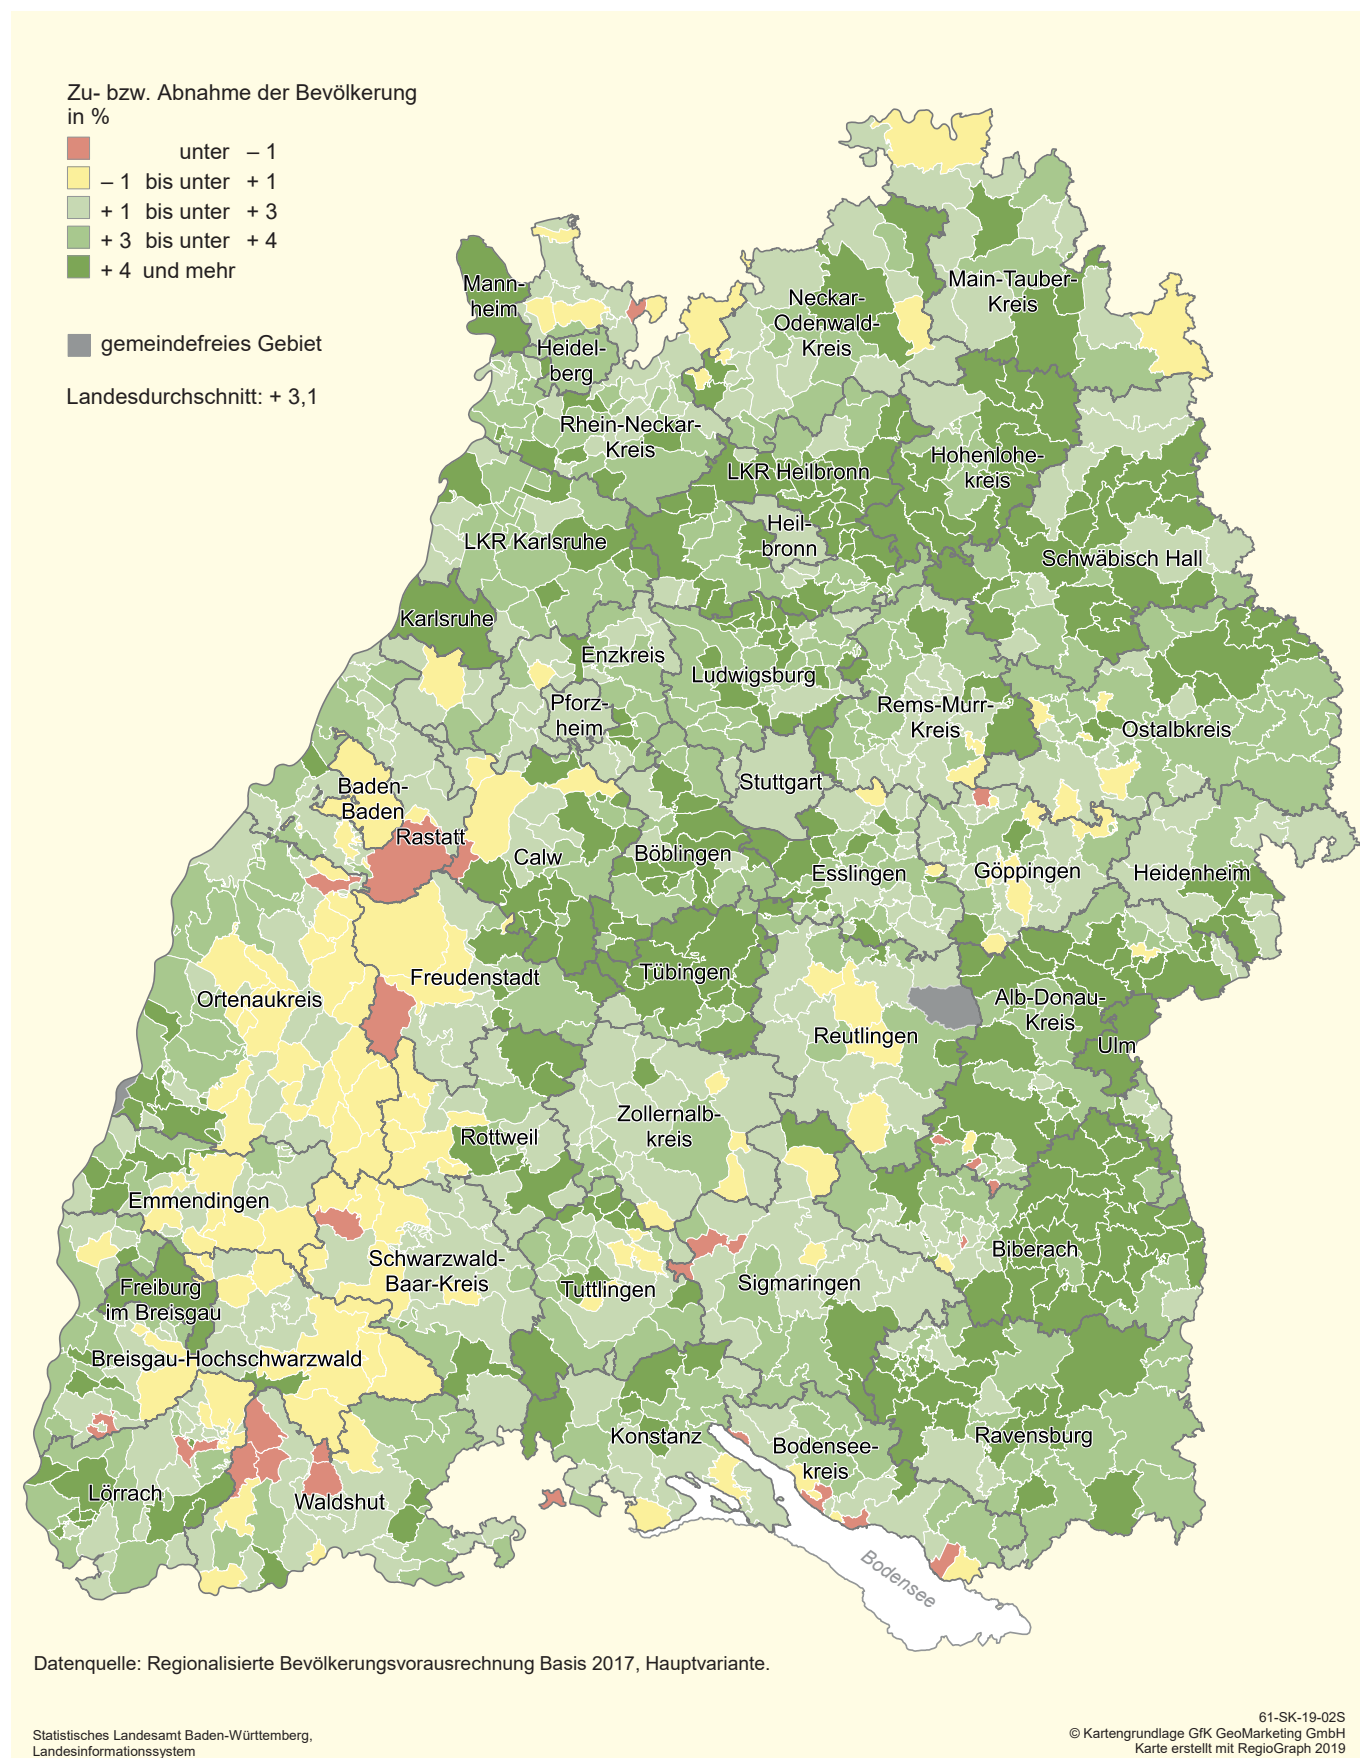 Zu- bzw. Abnahme der Bevölkerung
in %
unter – 1
– 1 bis unter + 1
+ 1 bis unter + 3
+ 3 bis unter + 4
+ 4 und mehr
gemeindefreies Gebiet
Landesdurchschnitt: + 3,1
Mann-
heim
Heidel-
berg
Neckar-
Odenwald-
Kreis
Main-Tauber-
Kreis
Rhein-Neckar-
Kreis
LKR Heilbronn
Hohenlohe-
kreis
Heil-
bronn
LKR Karlsruhe
Schwäbisch Hall
Karlsruhe
Enzkreis
Ludwigsburg
Pforz-
heim
Rems-Murr-
Kreis
Ostalbkreis
Stuttgart
Baden-
Baden
Rastatt
Calw
Böblingen
Esslingen
Göppingen
Heidenheim
Freudenstadt
Tübingen
Ortenaukreis
Reutlingen
Alb-Donau-
Kreis
Ulm
Zollernalb-
kreis
Rottweil
Emmendingen
Schwarzwald-
Baar-Kreis
Tuttlingen
Sigmaringen
Biberach
Freiburg
im Breisgau
Breisgau-Hochschwarzwald
Konstanz
Bodensee-
kreis
Ravensburg
Lörrach
Waldshut
Bodensee
Datenquelle: Regionalisierte Bevölkerungsvorausrechnung Basis 2017, Hauptvariante.
Statistisches Landesamt Baden-Württemberg,
Landesinformationssystem
61-SK-19-02S
© Kartengrundlage GfK GeoMarketing GmbH
Karte erstellt mit RegioGraph 2019